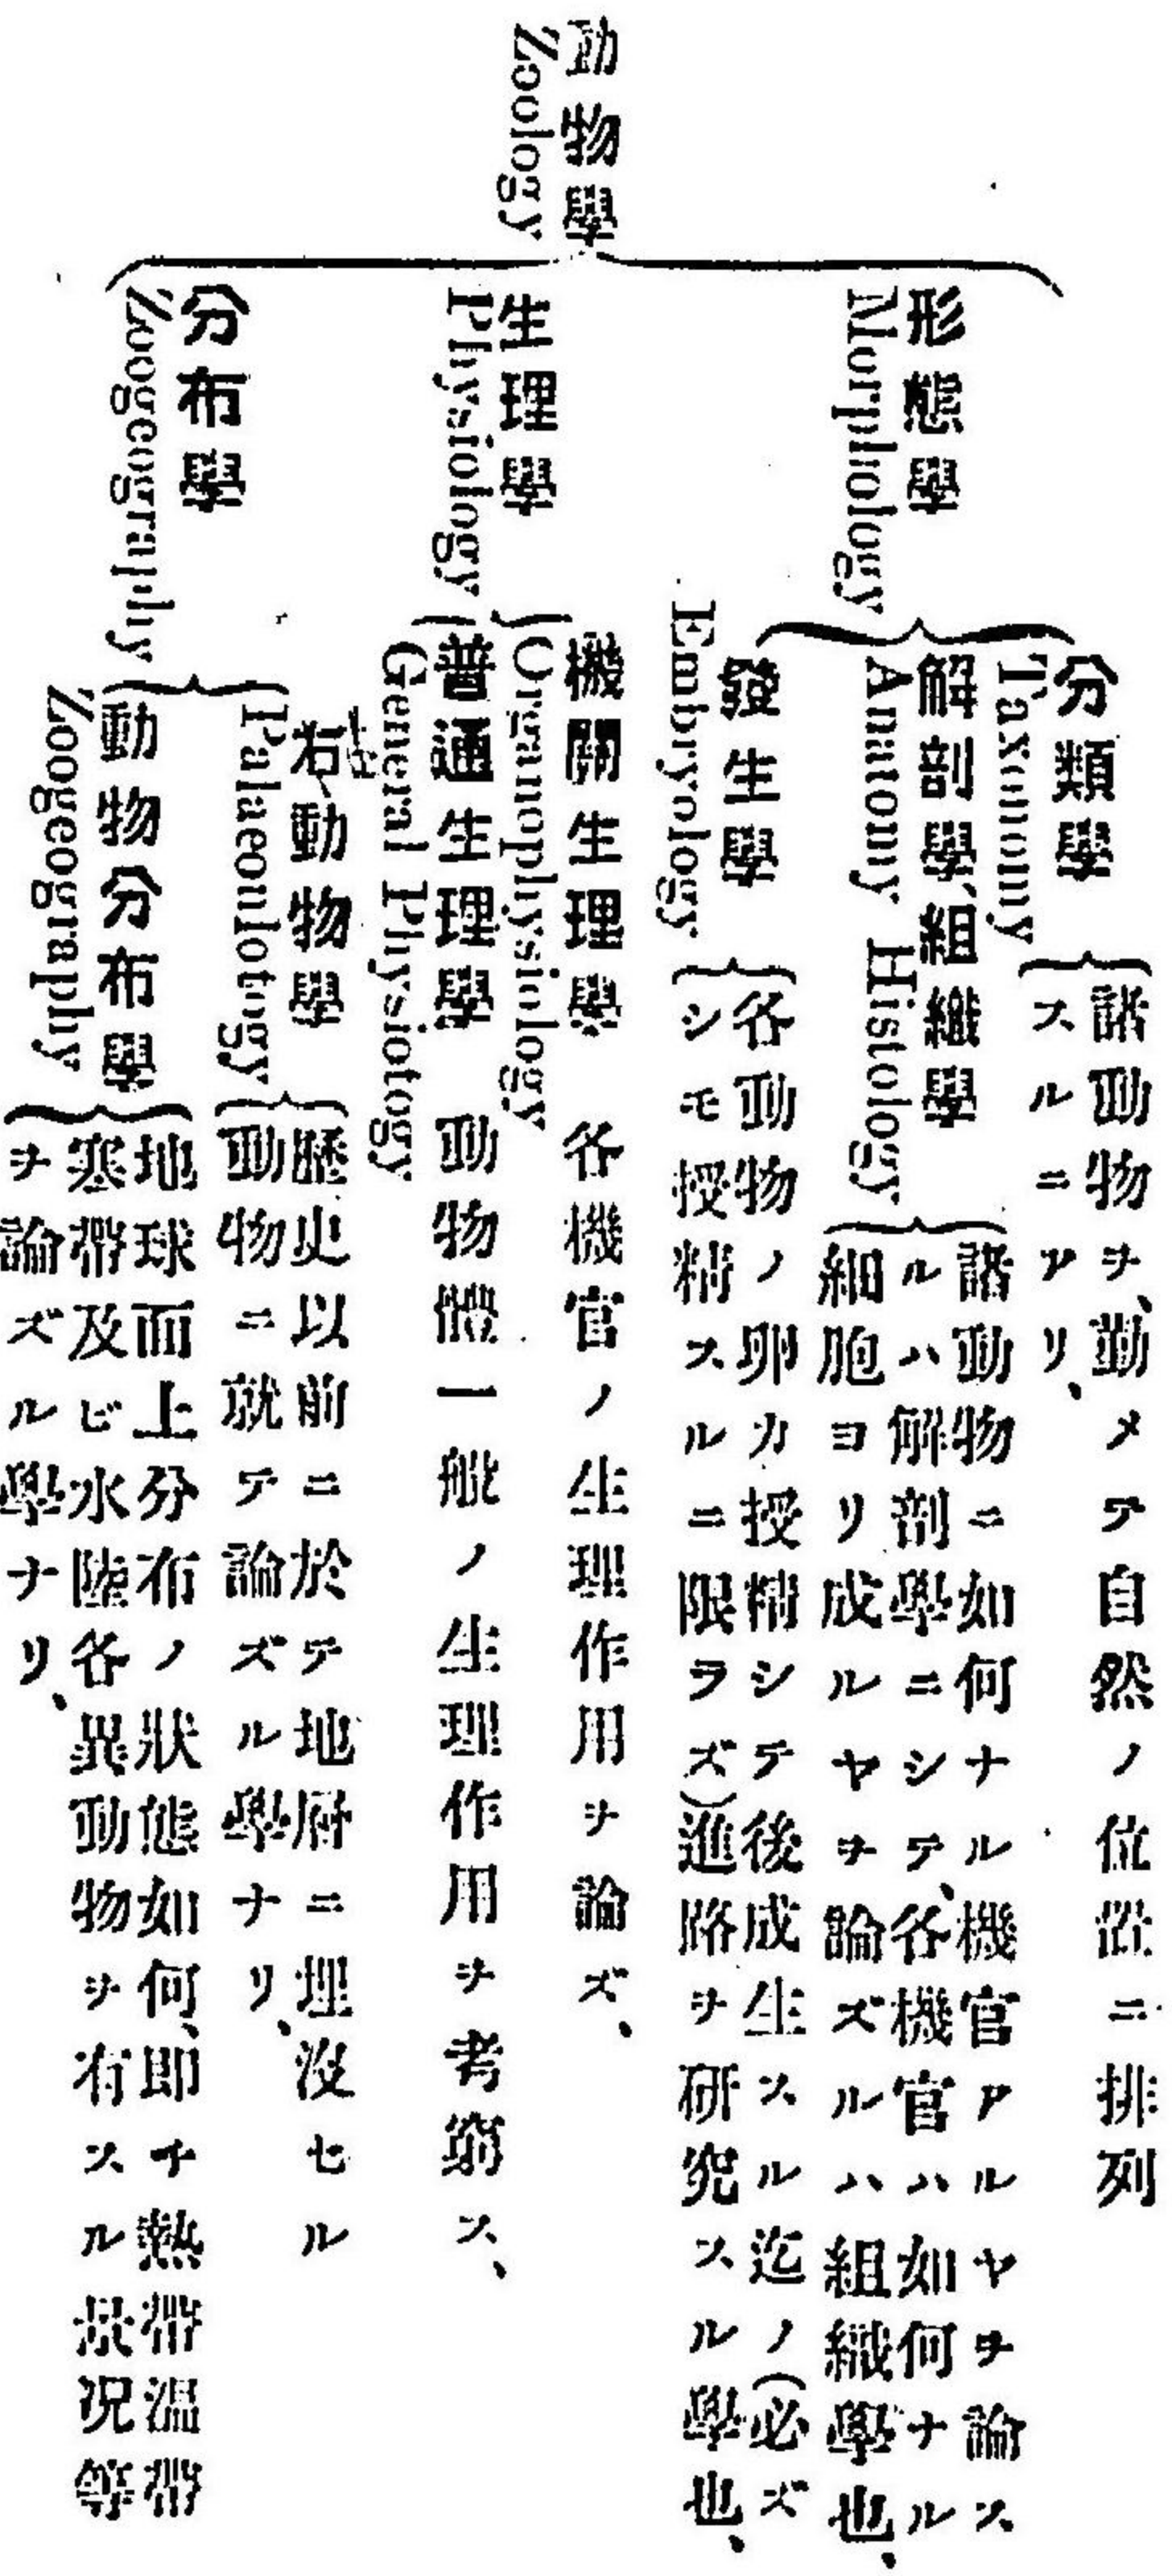 動物學
Zoology
形態學
Morphology
分類學
Taxonomy
諸動物ヲ、勤メテ自然ノ位置ニ排列
スルニアリ、
解剖學、組織學
Anatomy Histology
諸動物ニ如何ナル機官アルヤヲ論ス
ルハ解剖學ニシテ、各機官ハ如何ナル
細胞ヨリ成ルヤヲ論ズルハ組織學也、
發生學
Embryology
各動物ノ卵カ授精シテ後成生スル迄ノ(必ズ
シモ授精スルニ限ラズ)進路ヲ研究スル學也、
生理學
Physiology
機關生理學
Organophysiology
各機官ノ生理作用ヲ論ズ、
普通生理學
General Physiology
動物體一般ノ生理作用ヲ考窮ス、
分布學
Zoogeography
右動物學
Palaeontology
歷史以前ニ於テ地層ニ埋沒セル
動物ニ就テ論ズル學ナリ、
動物分布學
Zoogeography
地球面上分布ノ狀態如何、即チ熱帶溫帶
寒帶及ビ水陸各異動物ヲ有スル景況等
ヲ論ズル學ナリ、